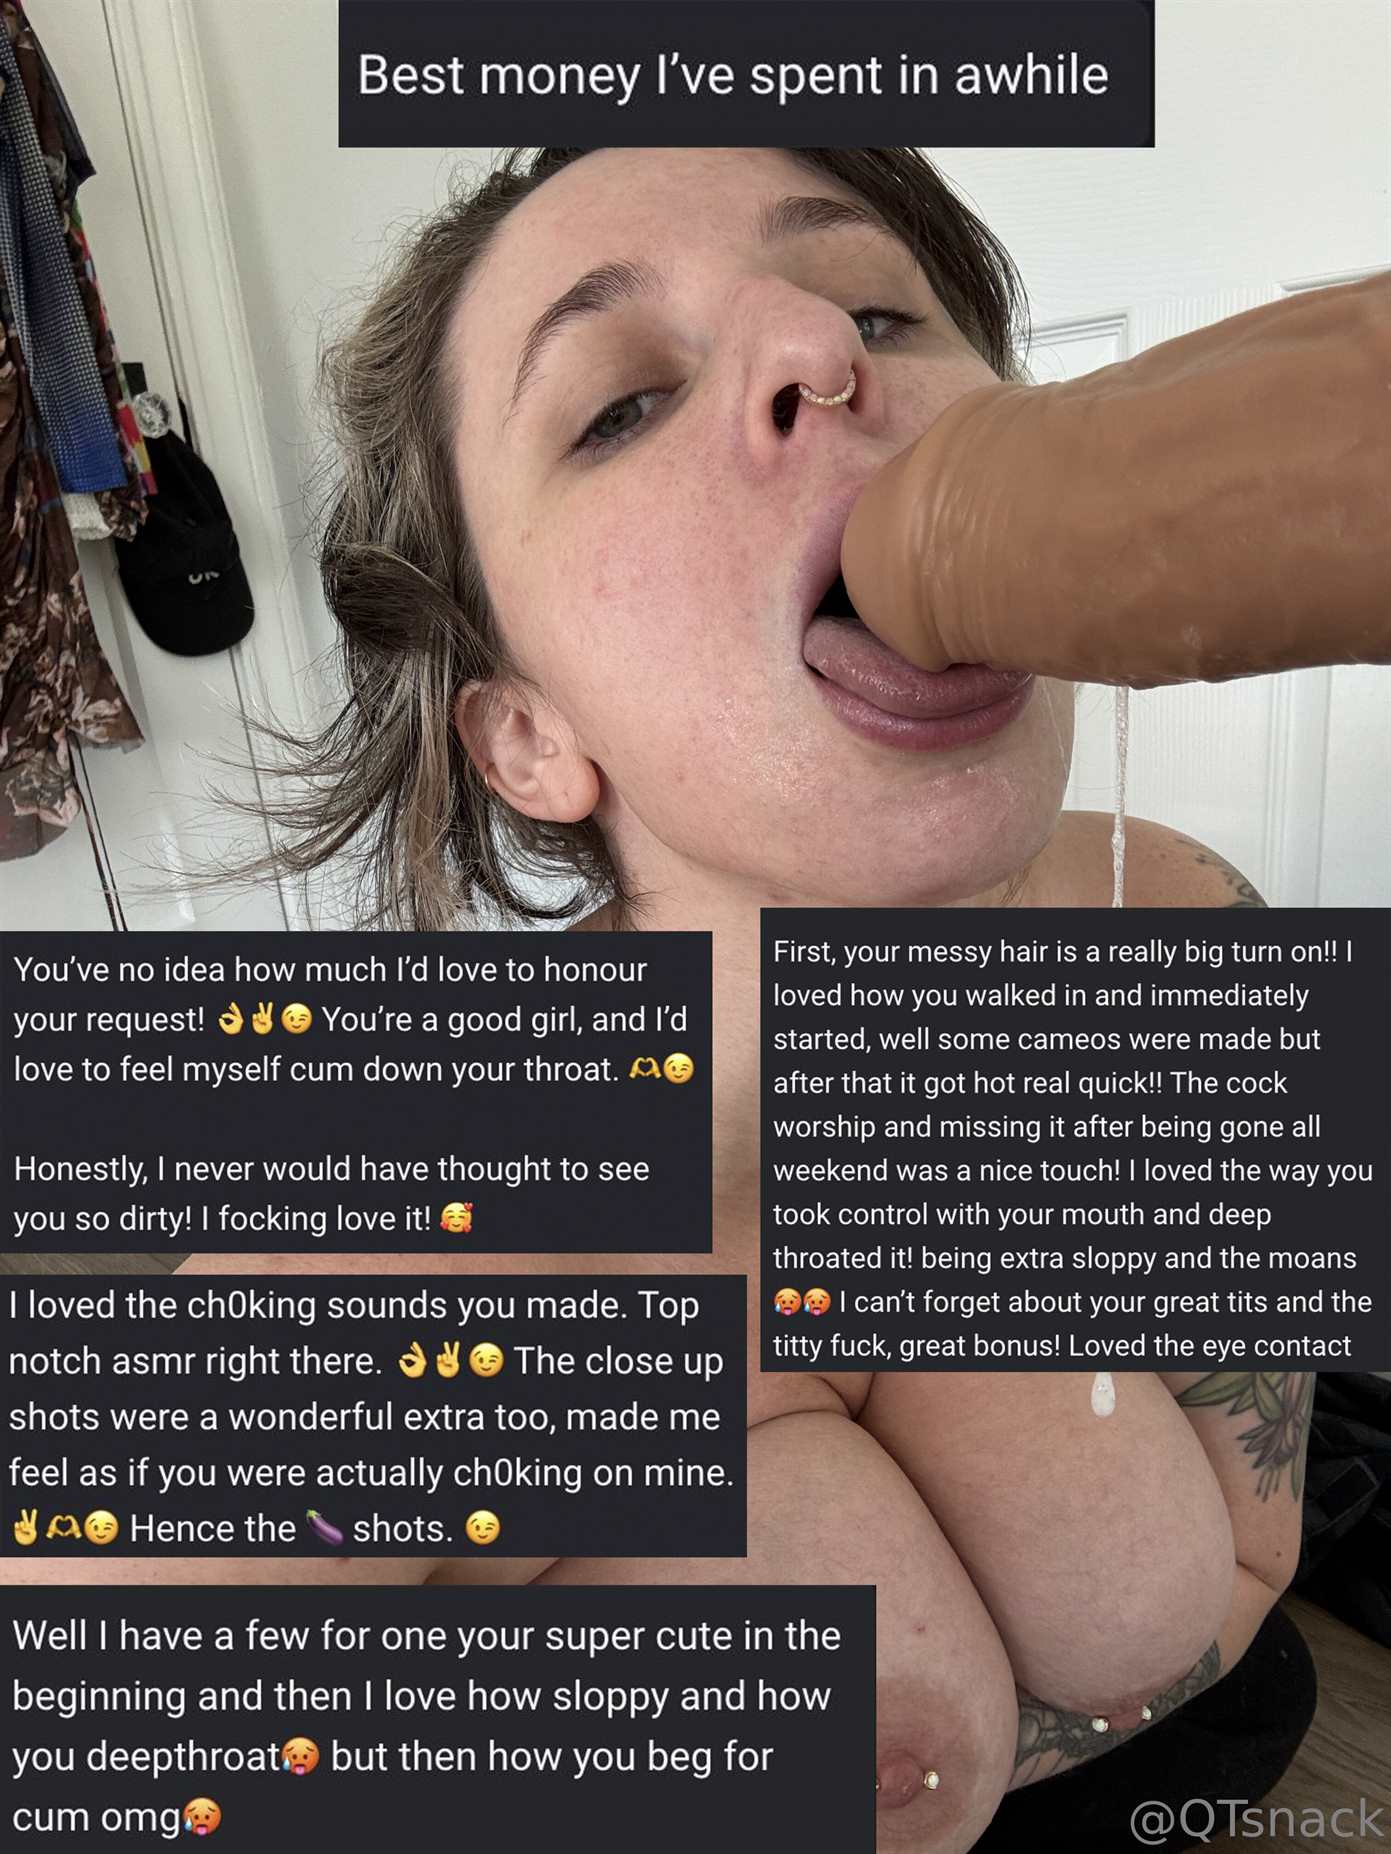 Best money I've spent in awhile
You've no idea how much I'd love to honour
your request! 👌✌️😉 You're a good girl, and I'd
love to feel myself cum down your throat. 🫶😉
Honestly, I never would have thought to see
you so dirty! I focking love it! 🥰
First, your messy hair is a really big turn on!! I
loved how you walked in and immediately
started, well some cameos were made but
after that it got hot real quick!! The cock
worship and missing it after being gone all
weekend was a nice touch! I loved the way you
took control with your mouth and deep
throated it! being extra sloppy and the moans
🥵🥵 I can't forget about your great tits and the
titty fuck, great bonus! Loved the eye contact
I loved the ch0king sounds you made. Top
notch asmr right there. 👌✌️😉 The close up
shots were a wonderful extra too, made me
feel as if you were actually ch0king on mine.
✌️🫶😉 Hence the 🍆 shots. 😉
Well I have a few for one your super cute in the
beginning and then I love how sloppy and how
you deepthroat🥵 but then how you beg for
cum omg🥵
@QTsnack